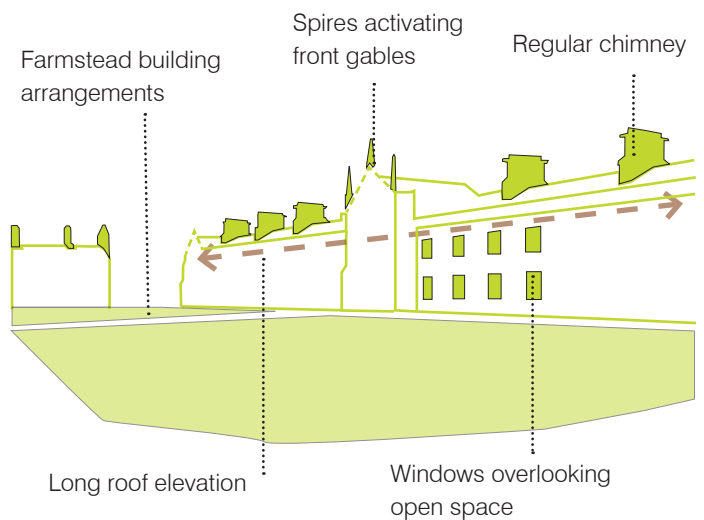 Spires activating
front gables
Regular chimney
Farmstead building
arrangements
Long roof elevation
Windows overlooking
open space